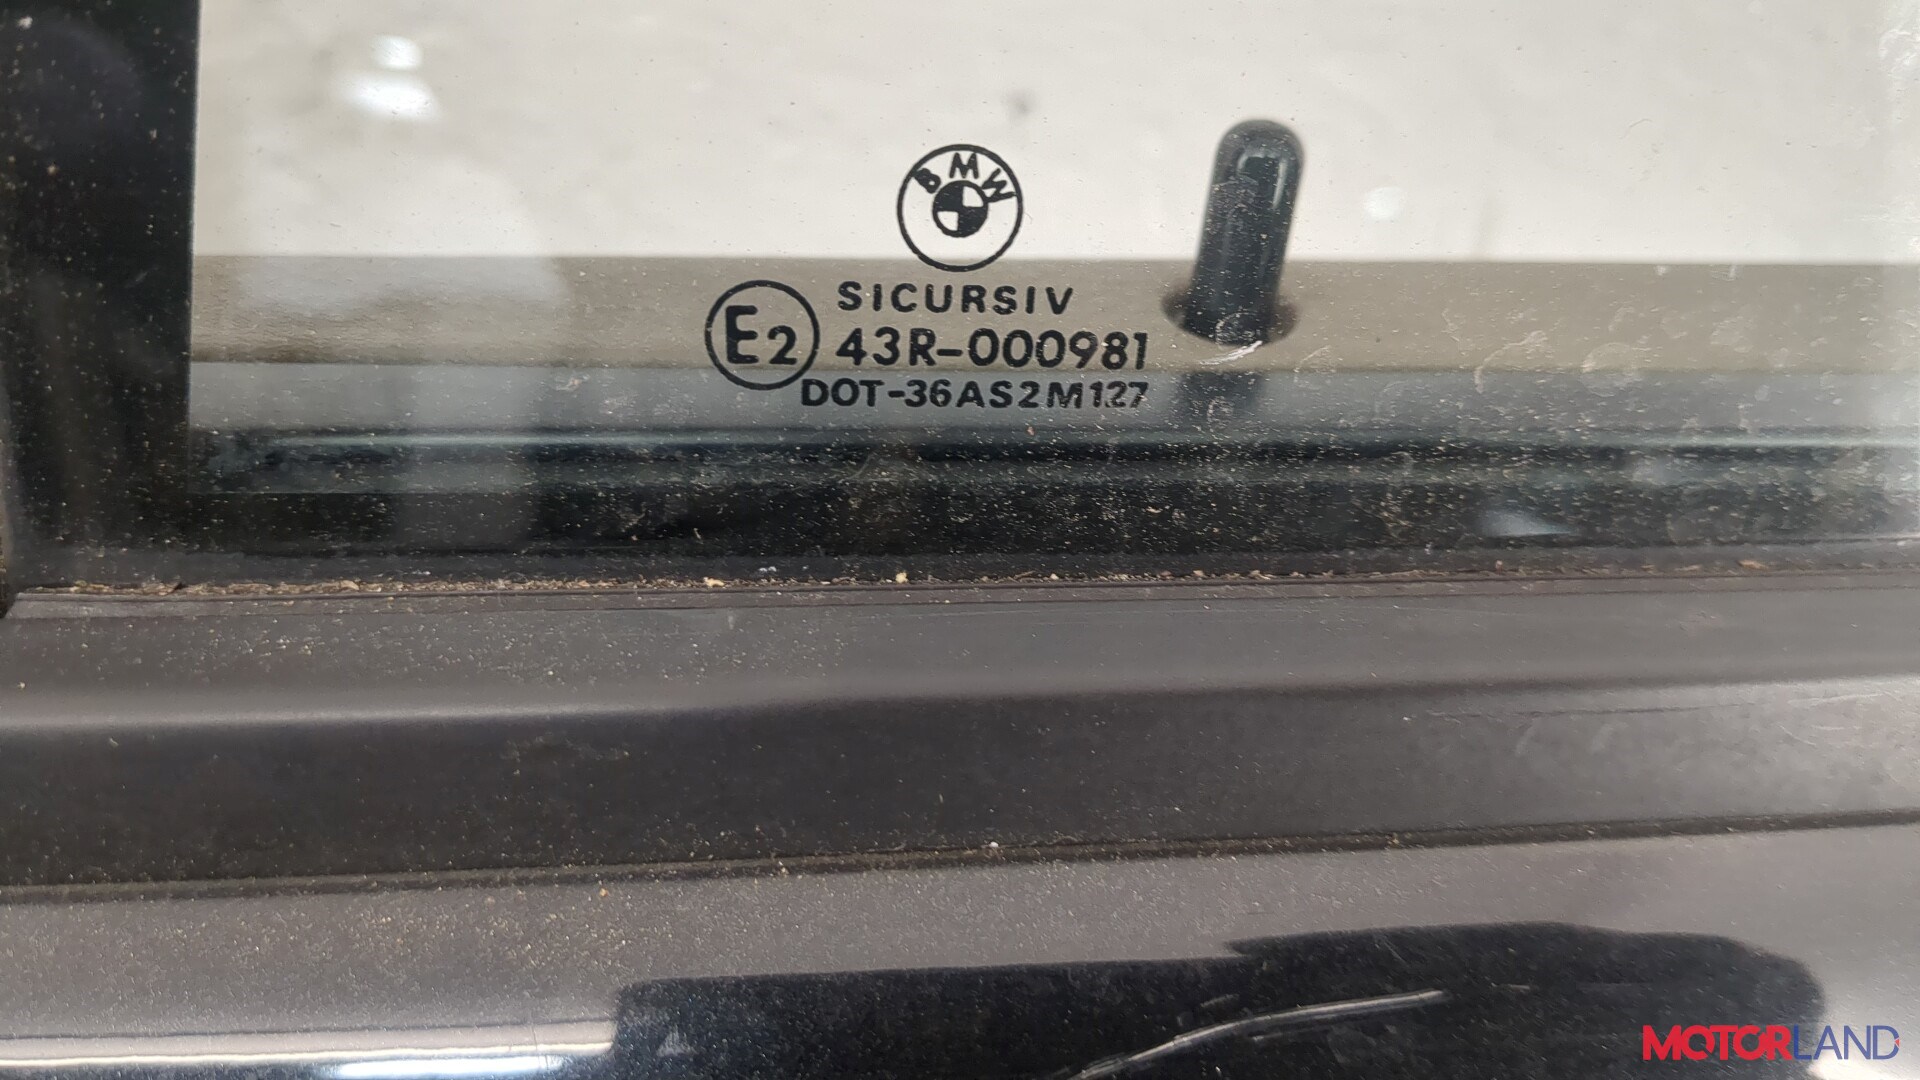 BMW
SICURSIV
E2 43R-000981
DOT-36AS2M127
MOTORLAND